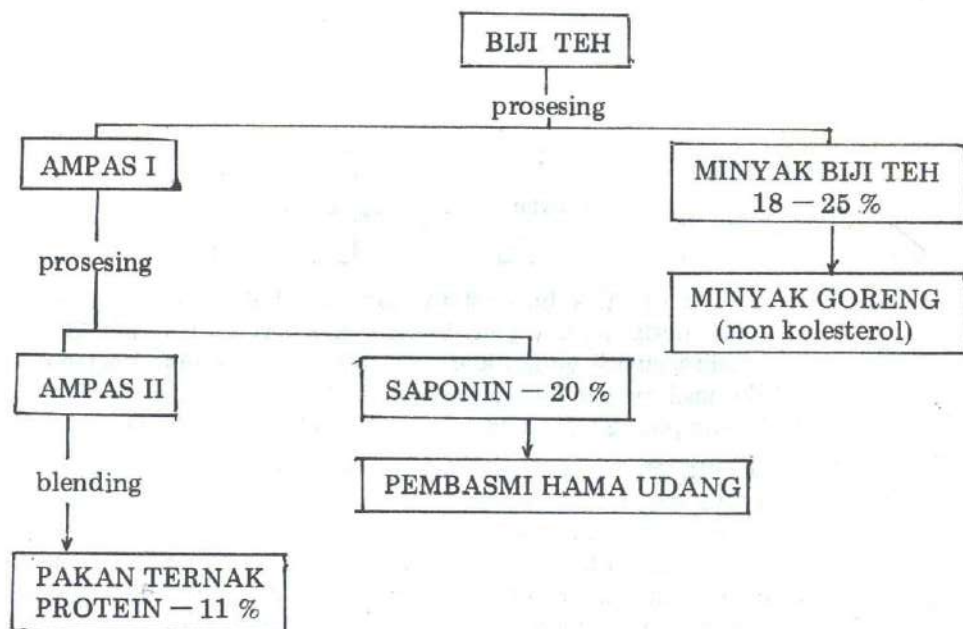 BIJI TEH
prosesing
AMPAS I
MINYAK BIJI TEH
18 – 25 %
prosesing
MINYAK GORENG
(non kolesterol)
AMPAS II
SAPONIN – 20 %
blending
PEMBASMI HAMA UDANG
PAKAN TERNAK
PROTEIN – 11 %